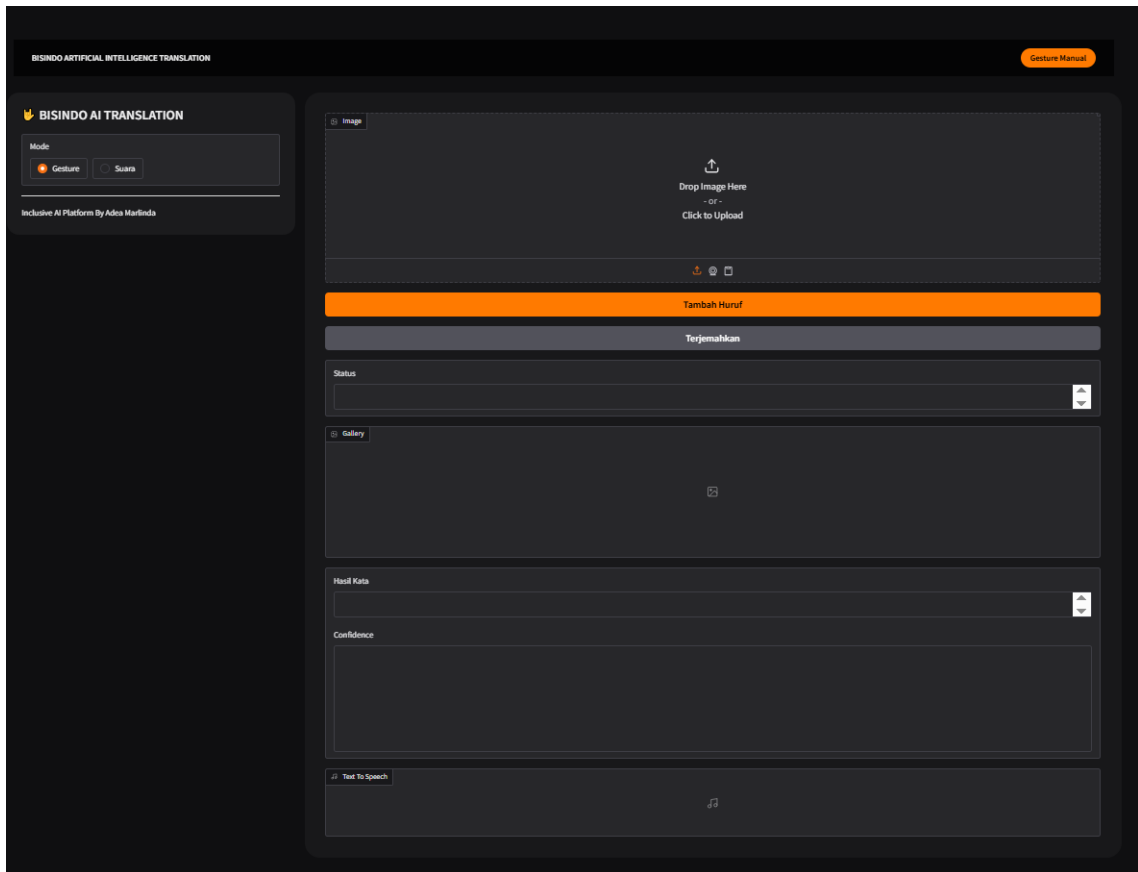 BISINDO ARTIFICIAL INTELLIGENCE TRANSLATION
Gesture Manual
🤟 BISINDO AI TRANSLATION
Mode
Gesture
Suara
Inclusive AI Platform By Adea Marlinda
Image
Drop Image Here
- or -
Click to Upload
Tambah Huruf
Terjemahkan
Status
Gallery
Hasil Kata
Confidence
Text To Speech